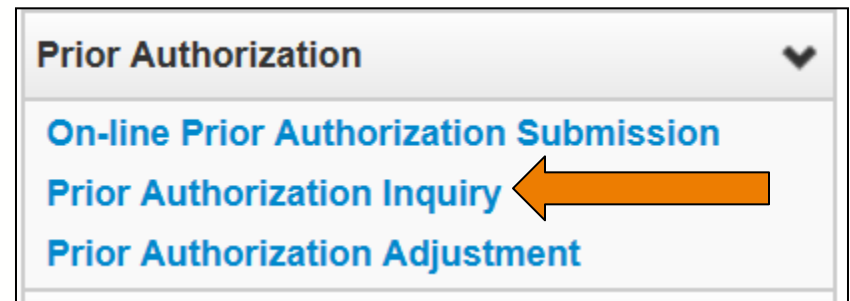 Prior Authorization
On-line Prior Authorization Submission
Prior Authorization Inquiry
Prior Authorization Adjustment